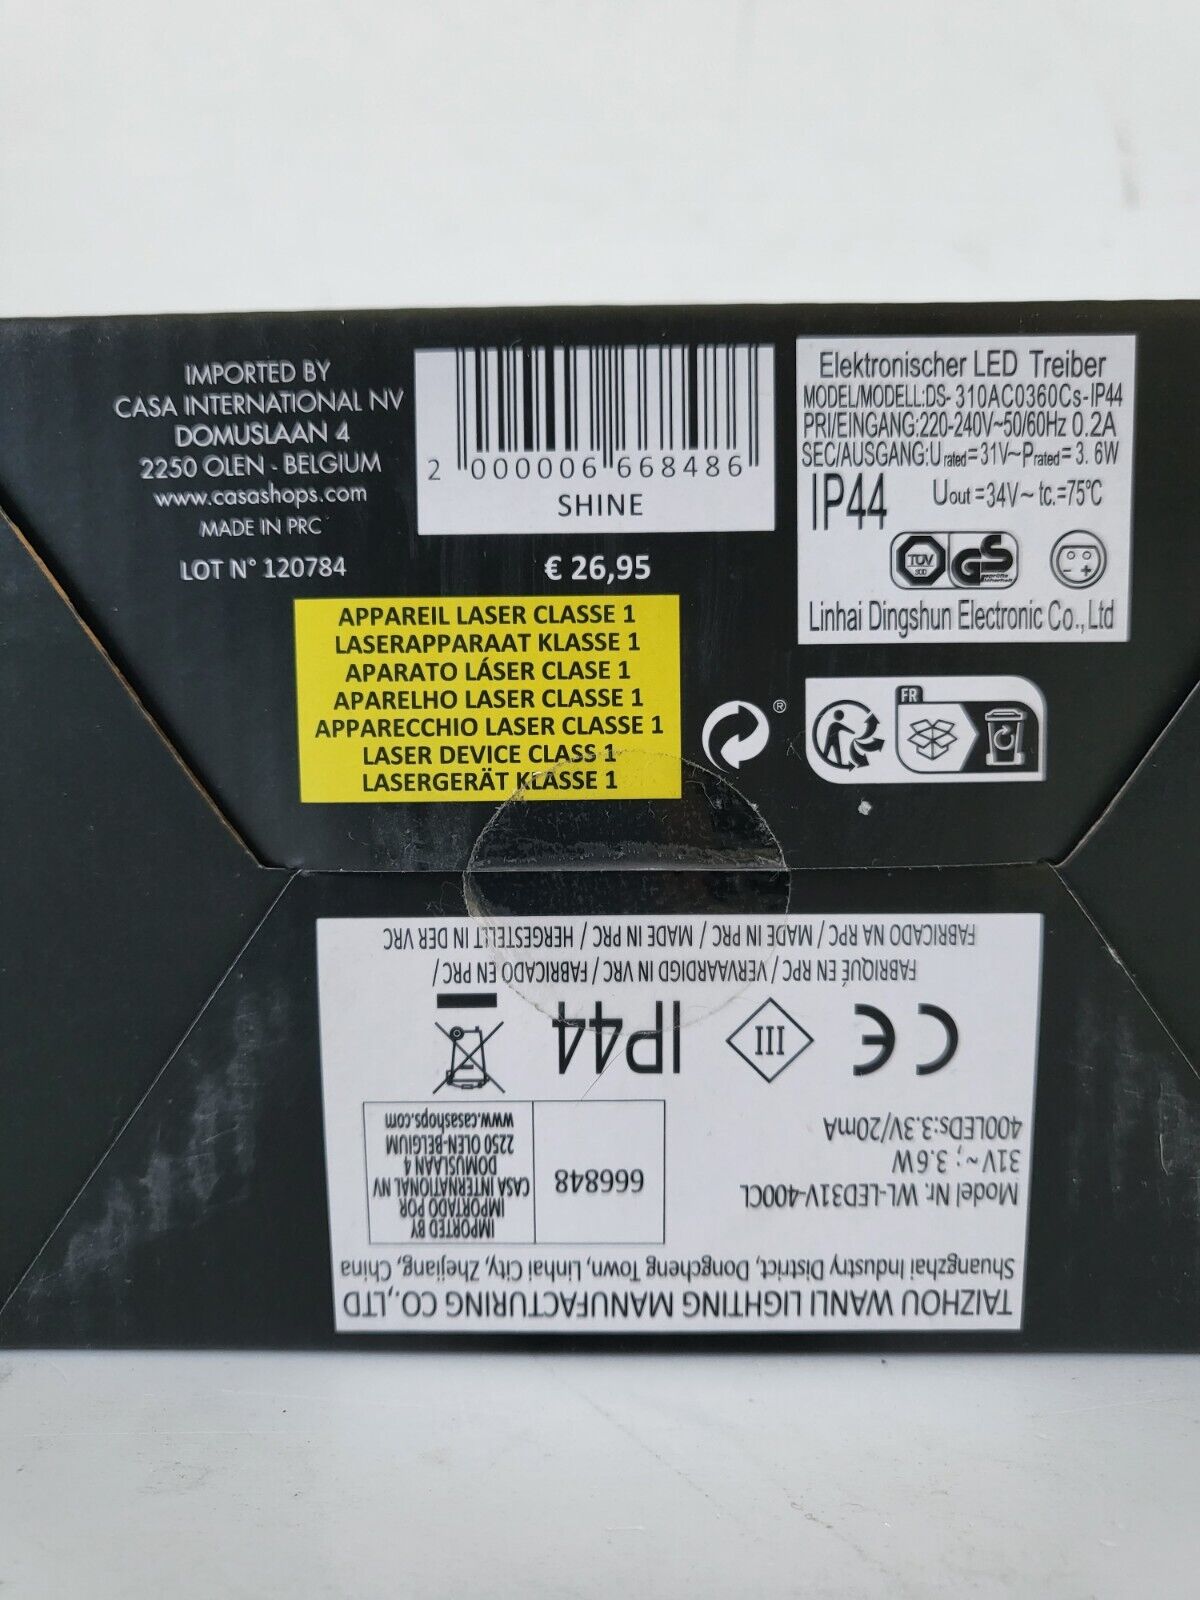 IMPORTED BY
CASA INTERNATIONAL NV
DOMUSLAAN 4
2250 OLEN - BELGIUM
www.casashops.com
MADE IN PRC
LOT N° 120784
2 000006 668486
SHINE
€ 26,95
Elektronischer LED Treiber
MODEL/MODELL:DS-310AC0360Cs-IP44
PRI/EINGANG:220-240V~50/60Hz 0.2A
SEC/AUSGANG:Urated=31V~Prated=3.6W
IP44 Uout=34V~ tc.=75℃
TÜV
SÜD
GS
geprüfte
Sicherheit
Linhai Dingshun Electronic Co.,Ltd
APPAREIL LASER CLASSE 1
LASERAPPARAAT KLASSE 1
APARATO LÁSER CLASE 1
APARELHO LASER CLASSE 1
APPARECCHIO LASER CLASSE 1
LASER DEVICE CLASS 1
LASERGERÄT KLASSE 1
®
FR
TAIZHOU WANLI LIGHTING MANUFACTURING CO.,LTD
Shuangzhai Industry District, Dongcheng Town, Linhai City, Zhejiang, China
Model Nr. WL-LED31V-400CL
31V~; 3.6W
400LEDs:3.3V/20mA
666848
IMPORTED BY
IMPORTADO POR
CASA INTERNATIONAL NV
DOMUSLAAN 4
2250 OLEN-BELGIUM
www.casashops.com
CE III IP44
FABRIQUÉ EN RPC / VERVAARDIGD IN VRC / FABRICADO EN PRC /
FABRICADO NA RPC / MADE IN PRC / MADE IN PRC / HERGESTELLT IN DER VRC